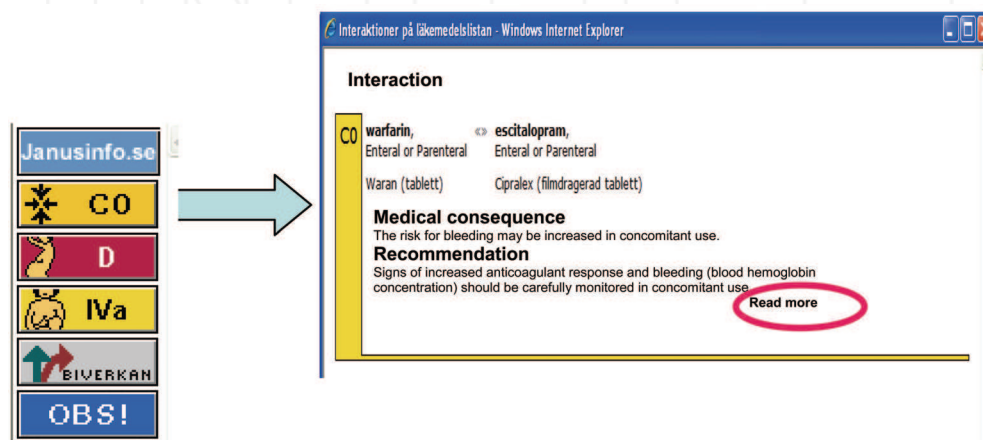 Interaktioner på läkemedelslistan - Windows Internet Explorer
Interaction
C0 warfarin, escitalopram,
Enteral or Parenteral Enteral or Parenteral
Waran (tablett) Cipralex (filmdragerad tablett)
Medical consequence
The risk for bleeding may be increased in concomitant use.
Recommendation
Signs of increased anticoagulant response and bleeding (blood hemoglobin
concentration) should be carefully monitored in concomitant use
Read more
Janusinfo.se
C0
D
IVa
BIVERKAN
OBS!